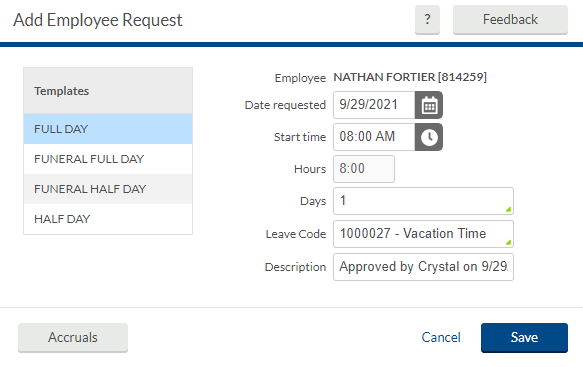 Add Employee Request
?
Feedback
Templates
FULL DAY
FUNERAL FULL DAY
FUNERAL HALF DAY
HALF DAY
Employee NATHAN FORTIER [814259]
Date requested 9/29/2021
Start time 08:00 AM
Hours 8:00
Days 1
Leave Code 1000027 - Vacation Time
Description Approved by Crystal on 9/29
Accruals
Cancel
Save